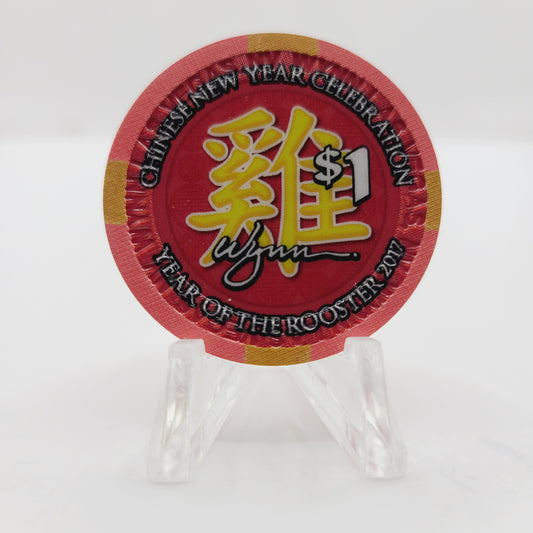 CHINESE NEW YEAR CELEBRATION
雞
$1
Wynn
YEAR OF THE ROOSTER 2017